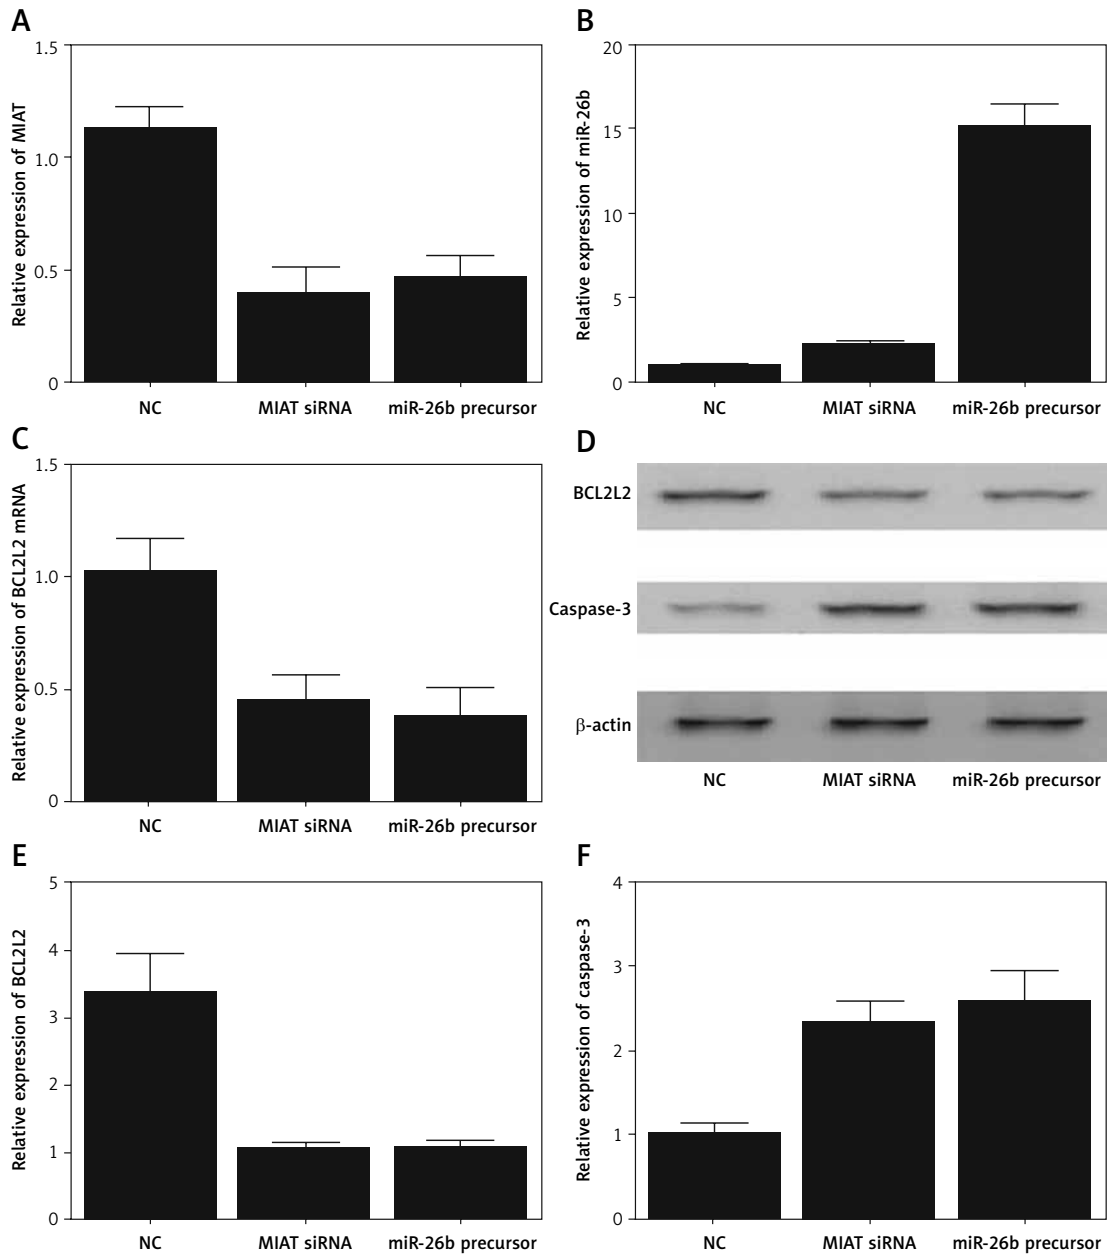 A
Relative expression of MIAT
1.5
1.0
0.5
0
NC MIAT siRNA miR-26b precursor
B
Relative expression of miR-26b
20
15
10
5
0
NC MIAT siRNA miR-26b precursor
C
Relative expression of BCL2L2 mRNA
1.5
1.0
0.5
0
NC MIAT siRNA miR-26b precursor
D
BCL2L2
Caspase-3
β-actin
NC MIAT siRNA miR-26b precursor
E
Relative expression of BCL2L2
5
4
3
2
1
0
NC MIAT siRNA miR-26b precursor
F
Relative expression of caspase-3
4
3
2
1
0
NC MIAT siRNA miR-26b precursor